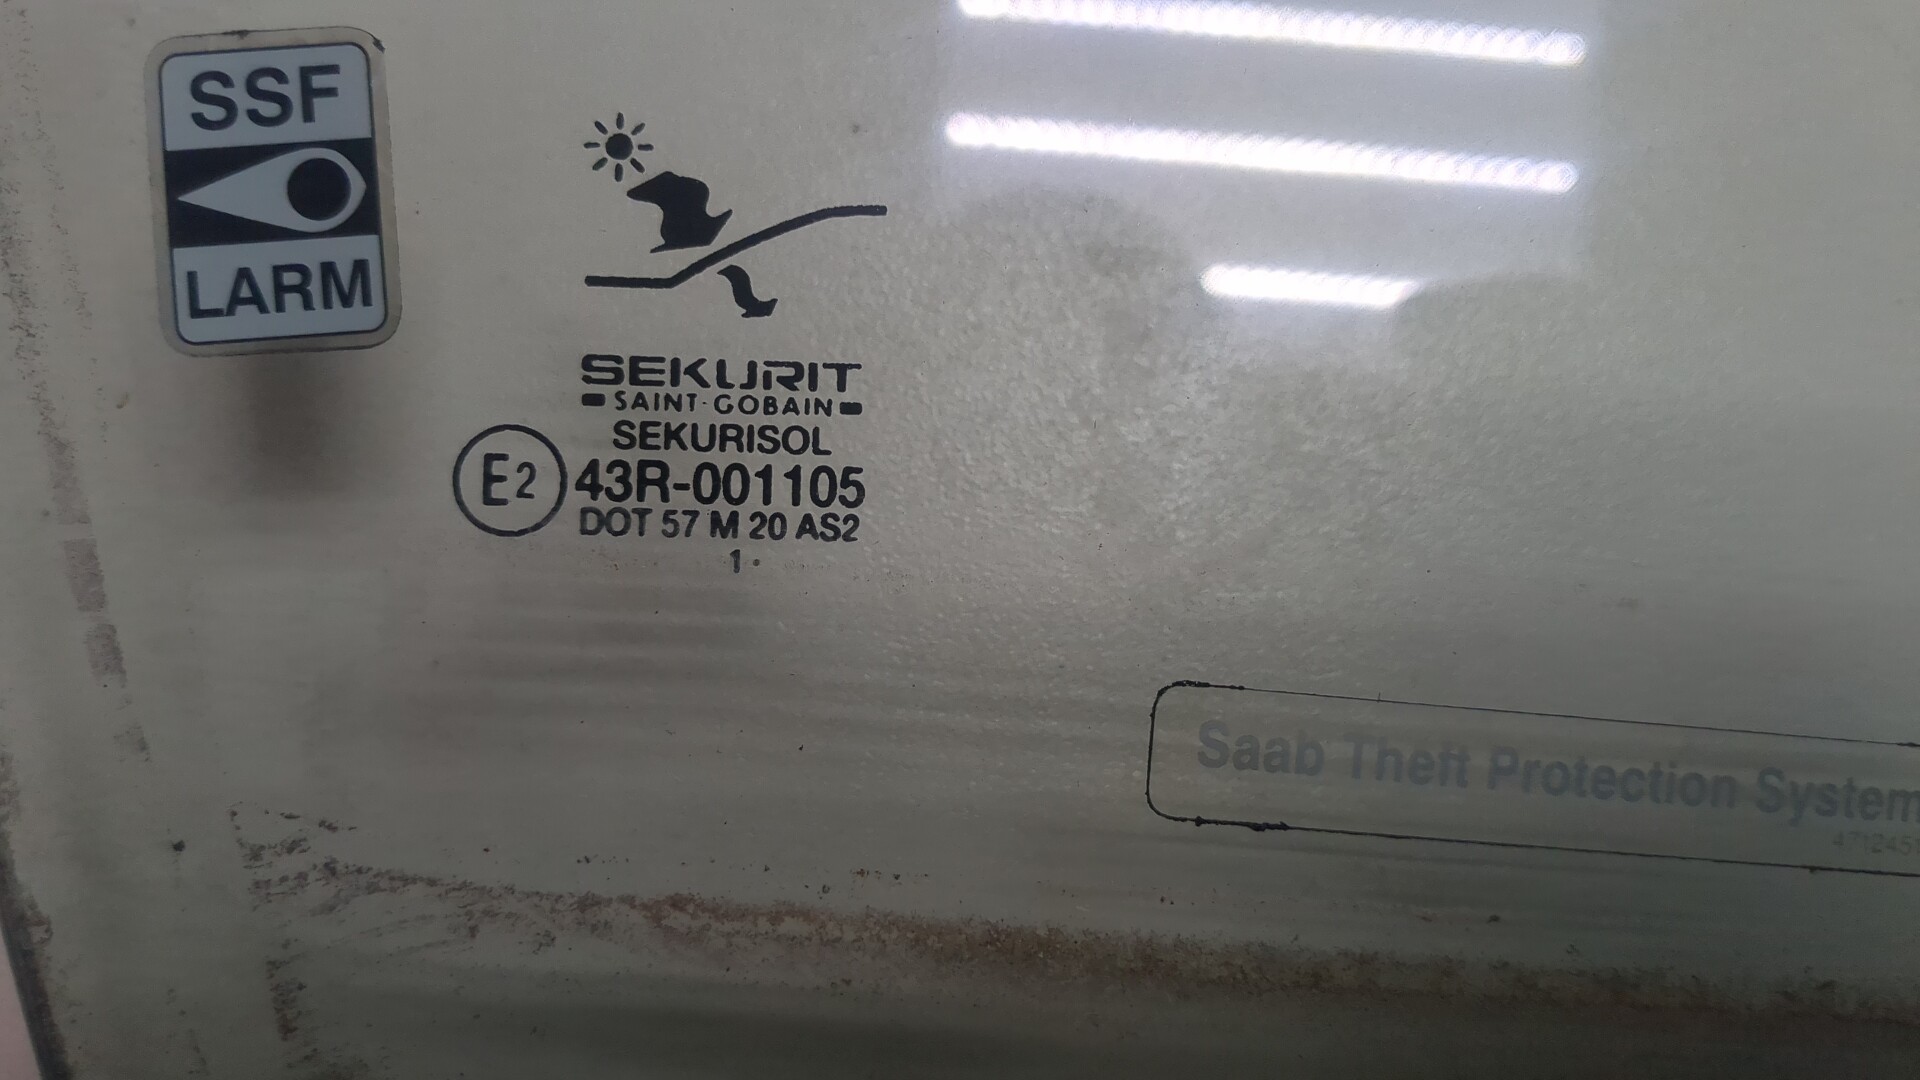 SSF
LARM
SEKURIT
SAINT-GOBAIN
SEKURISOL
E2 43R-001105
DOT 57 M 20 AS2
1 •
Saab Theft Protection System